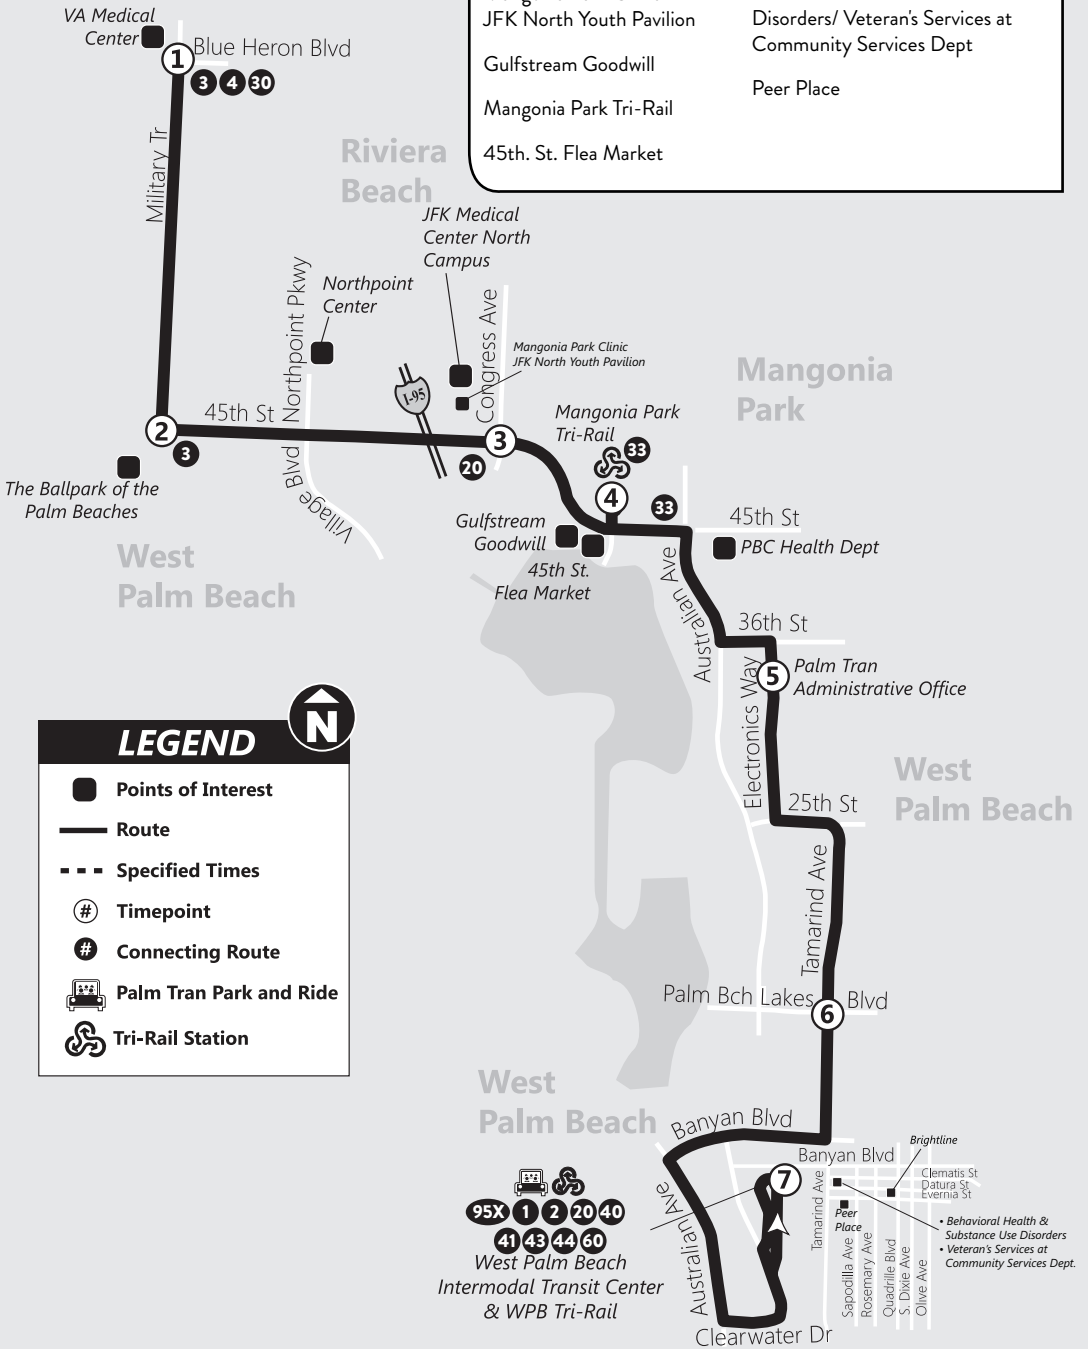 VA Medical
Center
1
Blue Heron Blvd
3 4 30
JFK North Youth Pavilion
Gulfstream Goodwill
Mangonia Park Tri-Rail
45th. St. Flea Market
Disorders/ Veteran's Services at
Community Services Dept
Peer Place
Military Tr
Riviera
Beach
JFK Medical
Center North
Campus
Northpoint
Center
Northpoint Pkwy
Congress Ave
Mangonia Park Clinic
JFK North Youth Pavilion
I-95
Mangonia
Park
45th St
2
3
3
20
Mangonia Park
Tri-Rail
33
4
33
The Ballpark of the
Palm Beaches
Village Blvd
Gulfstream
Goodwill
45th St.
Flea Market
45th St
PBC Health Dept
West
Palm Beach
Australian Ave
36th St
5
Palm Tran
Administrative Office
Electronics Way
25th St
West
Palm Beach
LEGEND
N
Points of Interest
Route
Specified Times
# Timepoint
# Connecting Route
Palm Tran Park and Ride
Tri-Rail Station
Tamarind Ave
Palm Bch Lakes Blvd
6
West
Palm Beach
Banyan Blvd
Banyan Blvd
Brightline
7
Clematis St
Datura St
Evernia St
95X 1 2 20 40
41 43 44 60
West Palm Beach
Intermodal Transit Center
& WPB Tri-Rail
Australian Ave
Clearwater Dr
Tamarind Ave
Peer
Place
Sapodilla Ave
Rosemary Ave
Quadrille Blvd
S. Dixie Ave
Olive Ave
• Behavioral Health &
Substance Use Disorders
• Veteran's Services at
Community Services Dept.